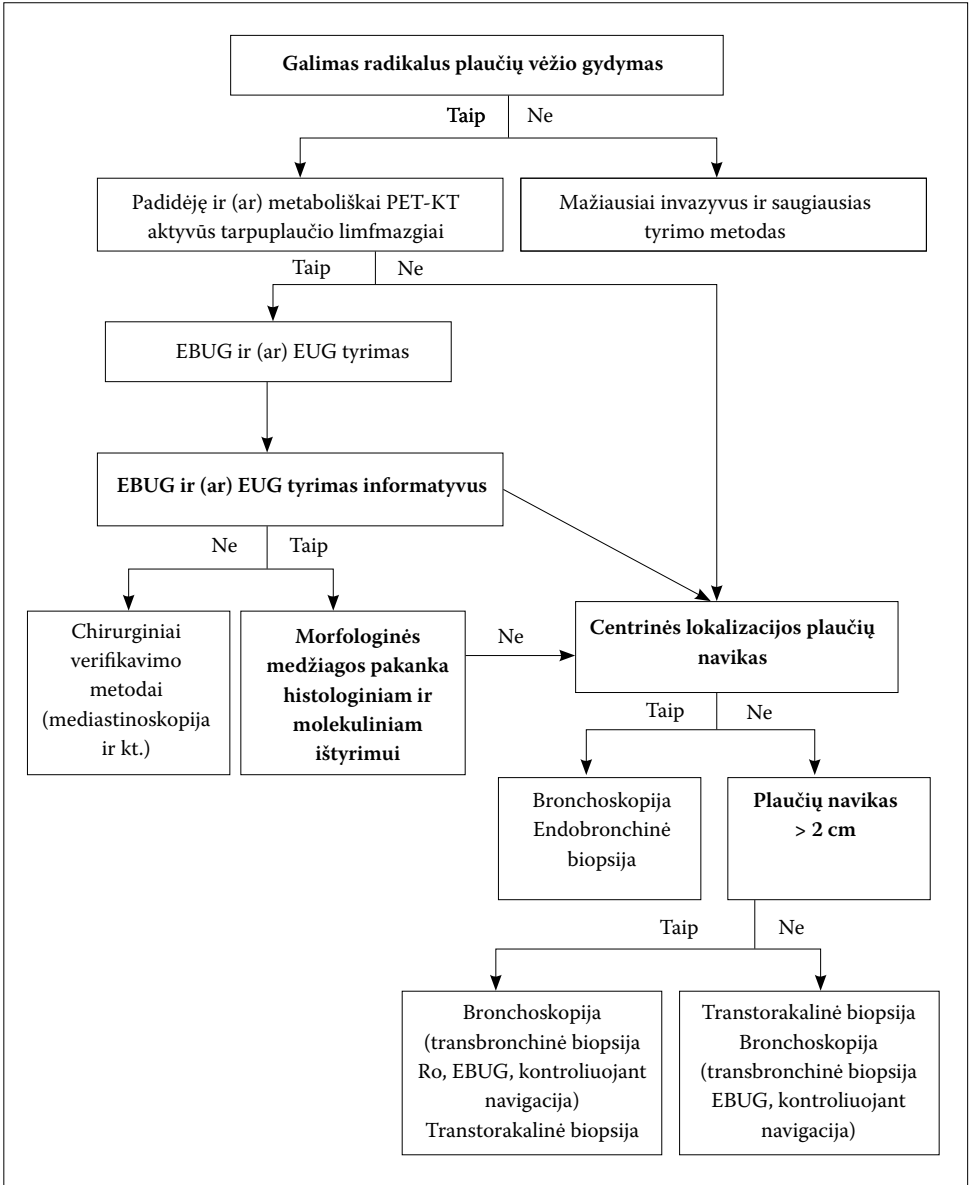 Galimas radikalus plaučių vėžio gydymas
Taip
Ne
Padidėję ir (ar) metaboliškai PET-KT
aktyvūs tarpuplaučio limfmazgiai
Mažiausiai invazyvus ir saugiausias
tyrimo metodas
Taip
Ne
EBUG ir (ar) EUG tyrimas
EBUG ir (ar) EUG tyrimas informatyvus
Ne
Taip
Chirurginiai
verifikavimo
metodai
(mediastinoskopija
ir kt.)
Morfologinės
medžiagos pakanka
histologiniam ir
molekuliniam
ištyrimui
Ne
Centrinės lokalizacijos plaučių
navikas
Taip
Ne
Bronchoskopija
Endobronchinė
biopsija
Plaučių navikas
> 2 cm
Taip
Ne
Bronchoskopija
(transbronchinė biopsija
Ro, EBUG, kontroliuojant
navigacija)
Transtorakalinė biopsija
Transtorakalinė biopsija
Bronchoskopija
(transbronchinė biopsija
EBUG, kontroliuojant
navigacija)